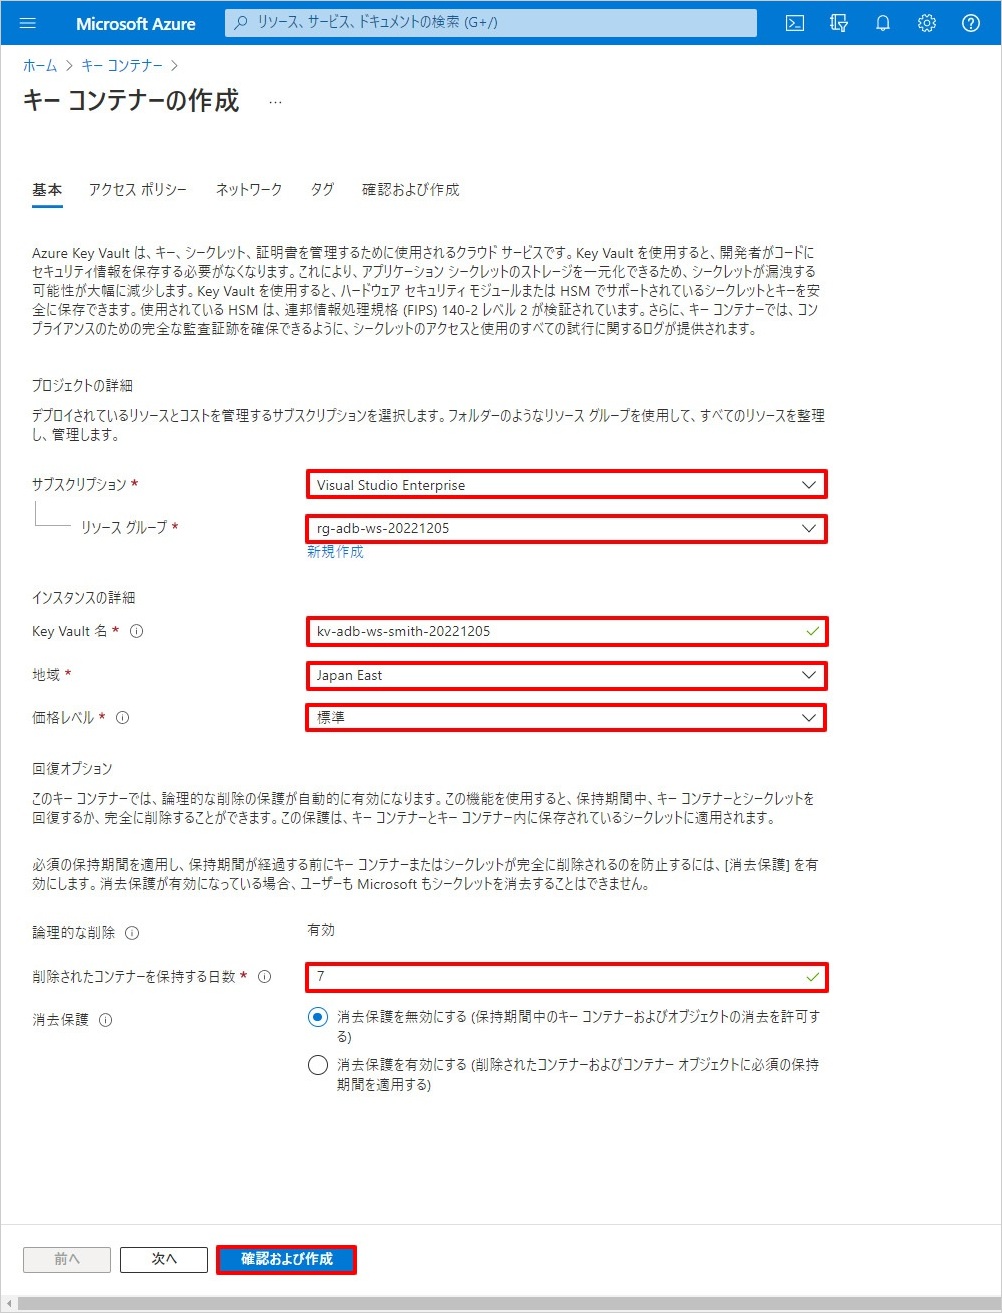 Microsoft Azure
リソース、サービス、ドキュメントの検索 (G+/)
ホーム > キー コンテナー >
キー コンテナーの作成 …
基本 アクセス ポリシー ネットワーク タグ 確認および作成
Azure Key Vault は、キー、シークレット、証明書を管理するために使用されるクラウド サービスです。Key Vault を使用すると、開発者がコードに
セキュリティ情報を保存する必要がなくなります。これにより、アプリケーション シークレットのストレージを一元化できるため、シークレットが漏洩する
可能性が大幅に減少します。Key Vault を使用すると、ハードウェア セキュリティ モジュールまたは HSM でサポートされているシークレットとキーを安
全に保存できます。使用されている HSM は、連邦情報処理規格 (FIPS) 140-2 レベル 2 が検証されています。さらに、キー コンテナーでは、コン
プライアンスのための完全な監査証跡を確保できるように、シークレットのアクセスと使用のすべての試行に関するログが提供されます。
プロジェクトの詳細
デプロイされているリソースとコストを管理するサブスクリプションを選択します。フォルダーのようなリソース グループを使用して、すべてのリソースを整理
し、管理します。
サブスクリプション *
Visual Studio Enterprise
リソース グループ *
rg-adb-ws-20221205
新規作成
インスタンスの詳細
Key Vault 名 *
kv-adb-ws-smith-20221205
地域 *
Japan East
価格レベル *
標準
回復オプション
このキー コンテナーでは、論理的な削除の保護が自動的に有効になります。この機能を使用すると、保持期間中、キー コンテナーとシークレットを
回復するか、完全に削除することができます。この保護は、キー コンテナーとキー コンテナー内に保存されているシークレットに適用されます。
必須の保持期間を適用し、保持期間が経過する前にキー コンテナーまたはシークレットが完全に削除されるのを防止するには、[消去保護] を有
効にします。消去保護が有効になっている場合、ユーザーも Microsoft もシークレットを消去することはできません。
論理的な削除
有効
削除されたコンテナーを保持する日数 *
7
消去保護
消去保護を無効にする (保持期間中のキー コンテナーおよびオブジェクトの消去を許可す
る)
消去保護を有効にする (削除されたコンテナーおよびコンテナー オブジェクトに必須の保持
期間を適用する)
前へ 次へ 確認および作成